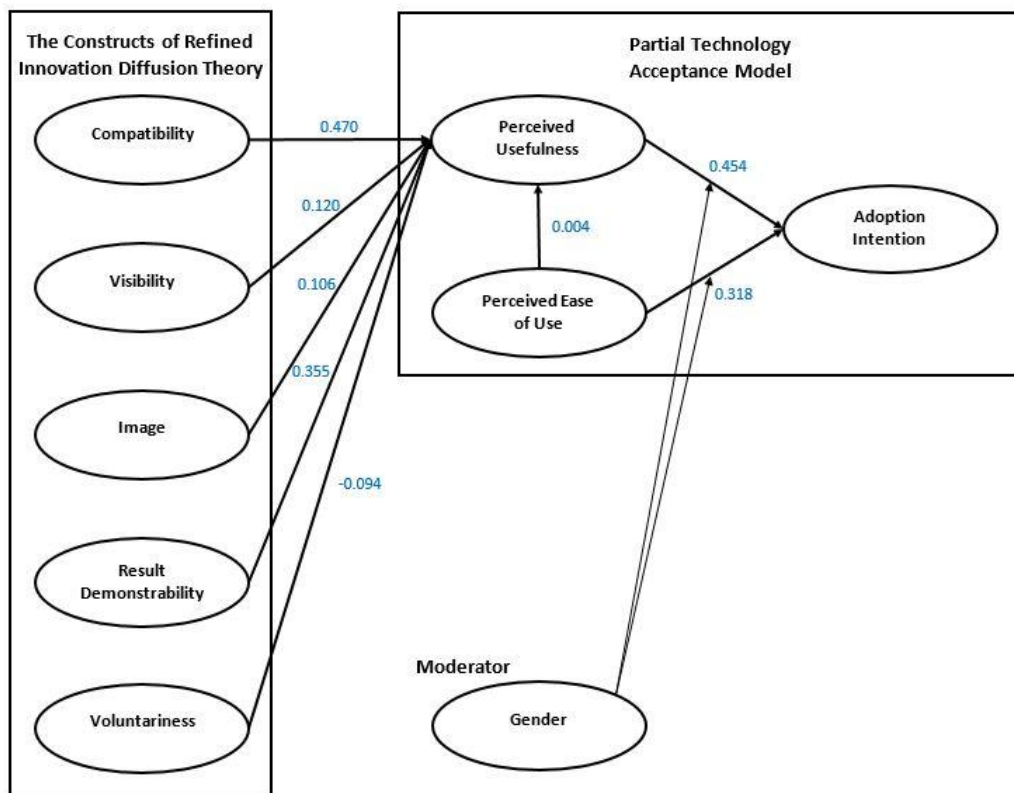 The Constructs of Refined
Innovation Diffusion Theory
Partial Technology
Acceptance Model
Compatibility
0.470
Perceived
Usefulness
0.454
0.120
0.004
Adoption
Intention
Visibility
0.106
Perceived Ease
of Use
0.318
0.355
Image
-0.094
Result
Demonstrability
Moderator
Voluntariness
Gender